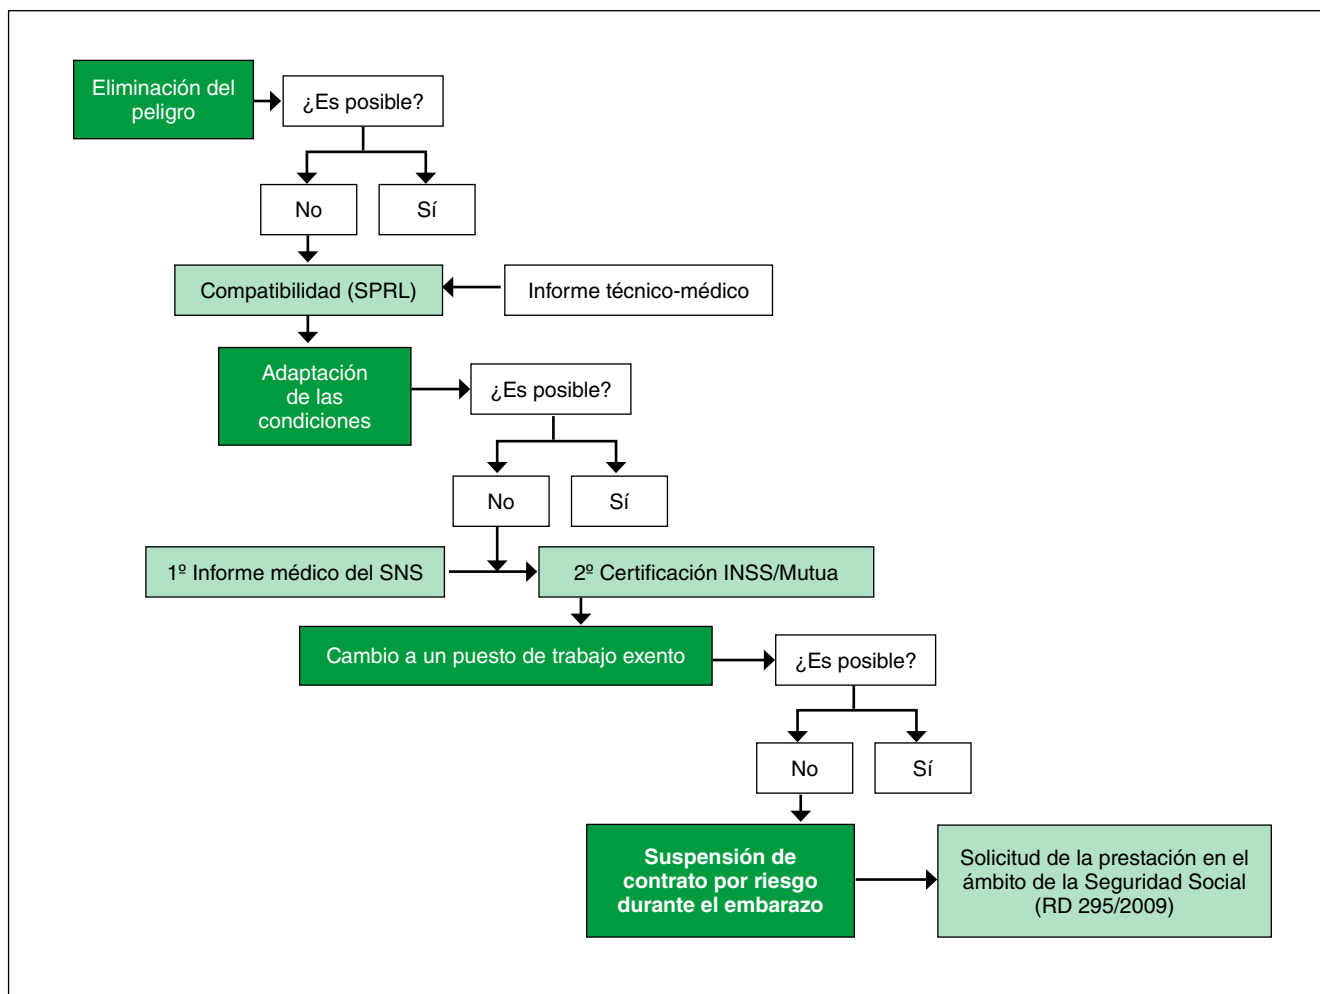 Eliminación del
peligro
¿Es posible?
No
Sí
Compatibilidad (SPRL)
Informe técnico-médico
Adaptación
de las
condiciones
¿Es posible?
No
Sí
1º Informe médico del SNS
2º Certificación INSS/Mutua
Cambio a un puesto de trabajo exento
¿Es posible?
No
Sí
Suspensión de
contrato por riesgo
durante el embarazo
Solicitud de la prestación en el
ámbito de la Seguridad Social
(RD 295/2009)